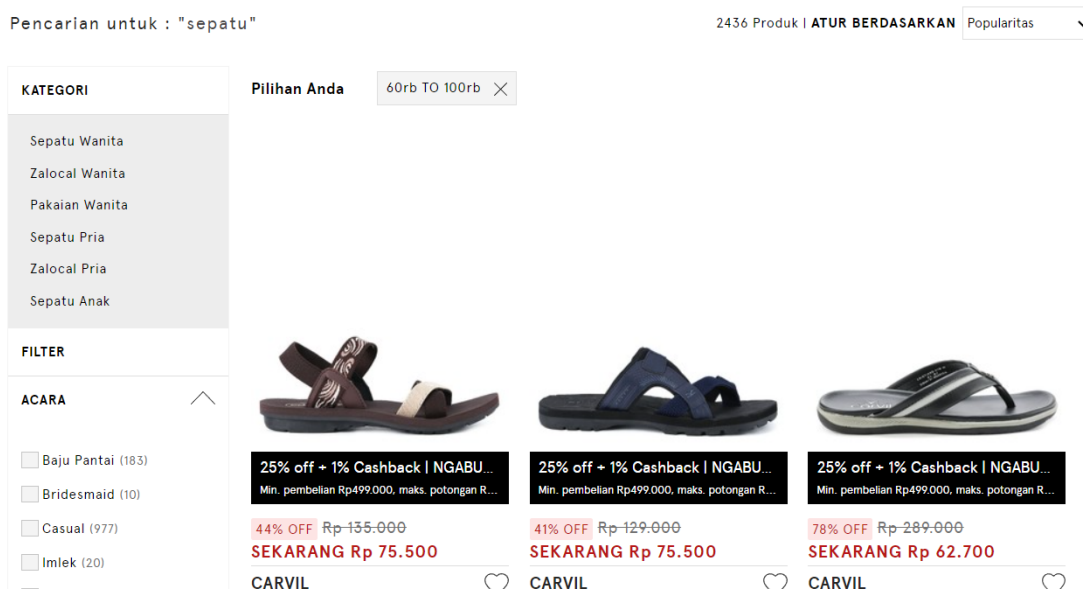 Pencarian untuk : "sepatu"
2436 Produk | ATUR BERDASARKAN Popularitas
KATEGORI
Sepatu Wanita
Zalocal Wanita
Pakaian Wanita
Sepatu Pria
Zalocal Pria
Sepatu Anak
FILTER
ACARA
Baju Pantai (183)
Bridesmaid (10)
Casual (977)
Imlek (20)
Pilihan Anda
60rb TO 100rb
25% off + 1% Cashback | NGABU...
Min. pembelian Rp499.000, maks. potongan R...
44% OFF Rp 135.000
SEKARANG Rp 75.500
CARVIL
25% off + 1% Cashback | NGABU...
Min. pembelian Rp499.000, maks. potongan R...
41% OFF Rp 129.000
SEKARANG Rp 75.500
CARVIL
25% off + 1% Cashback | NGABU...
Min. pembelian Rp499.000, maks. potongan R...
78% OFF Rp 289.000
SEKARANG Rp 62.700
CARVIL